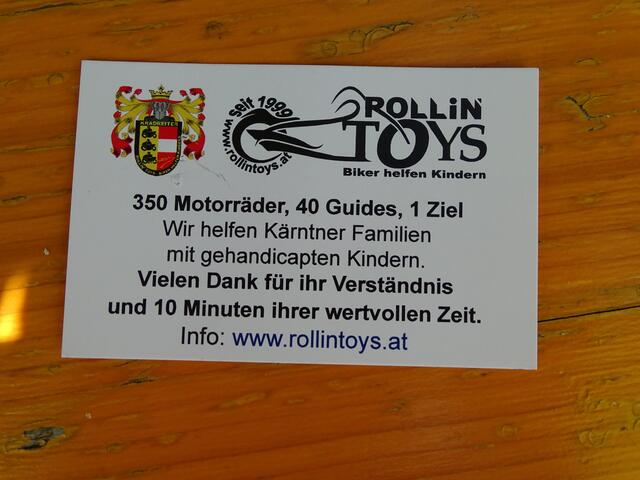 KRADREITER
seit 1999
www.rollintoys.at
ROLLiN'
TOYS
Biker helfen Kindern
350 Motorräder, 40 Guides, 1 Ziel
Wir helfen Kärntner Familien
mit gehandicapten Kindern.
Vielen Dank für ihr Verständnis
und 10 Minuten ihrer wertvollen Zeit.
Info: www.rollintoys.at